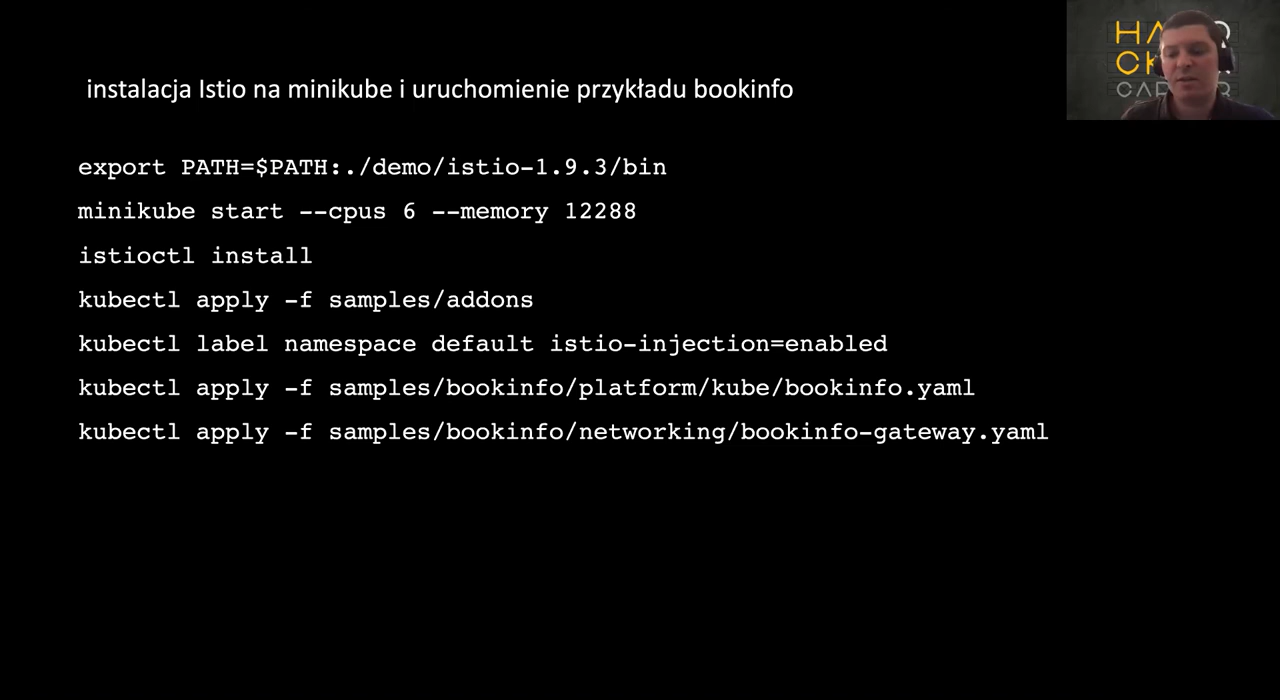 instalacja Istio na minikube i uruchomienie przykładu bookinfo
export PATH=$PATH:./demo/istio-1.9.3/bin
minikube start --cpus 6 --memory 12288
istioctl install
kubectl apply -f samples/addons
kubectl label namespace default istio-injection=enabled
kubectl apply -f samples/bookinfo/platform/kube/bookinfo.yaml
kubectl apply -f samples/bookinfo/networking/bookinfo-gateway.yaml